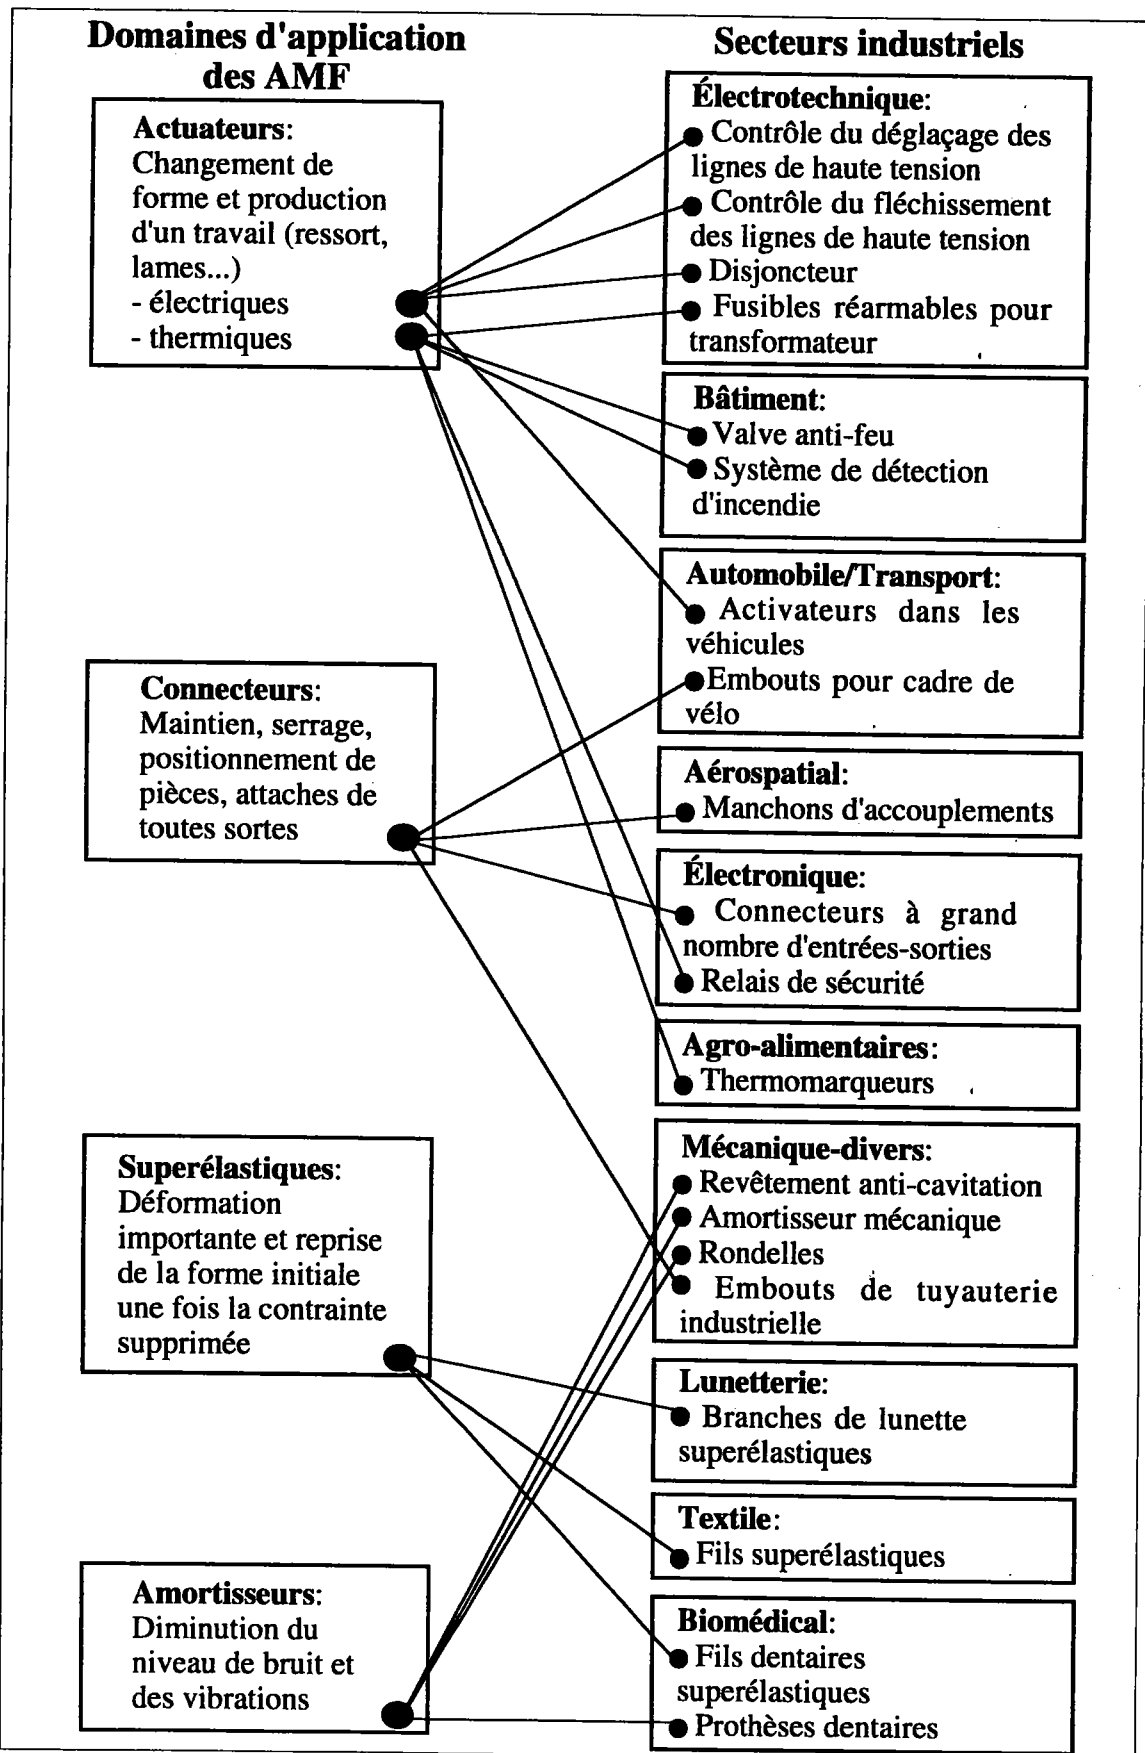 Domaines d'application
des AMF
Actuateurs:
Changement de
forme et production
d'un travail (ressort,
lames...)
- électriques
- thermiques
Connecteurs:
Maintien, serrage,
positionnement de
pièces, attaches de
toutes sortes
Superélastiques:
Déformation
importante et reprise
de la forme initiale
une fois la contrainte
supprimée
Amortisseurs:
Diminution du
niveau de bruit et
des vibrations
Secteurs industriels
Électrotechnique:
● Contrôle du déglaçage des
lignes de haute tension
● Contrôle du fléchissement
des lignes de haute tension
● Disjoncteur
● Fusibles réarmables pour
transformateur
Bâtiment:
● Valve anti-feu
● Système de détection
d'incendie
Automobile/Transport:
● Activateurs dans les
véhicules
● Embouts pour cadre de
vélo
Aérospatial:
● Manchons d'accouplements
Électronique:
● Connecteurs à grand
nombre d'entrées-sorties
● Relais de sécurité
Agro-alimentaires:
● Thermomarqueurs
Mécanique-divers:
● Revêtement anti-cavitation
● Amortisseur mécanique
● Rondelles
● Embouts de tuyauterie
industrielle
Lunetterie:
● Branches de lunette
superélastiques
Textile:
● Fils superélastiques
Biomédical:
● Fils dentaires
superélastiques
● Prothèses dentaires